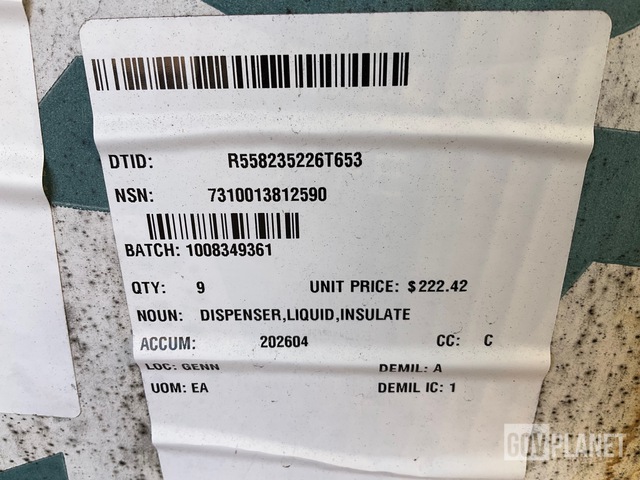 DTID: R558235226T653
NSN: 7310013812590
BATCH: 1008349361
QTY: 9 UNIT PRICE: $222.42
NOUN: DISPENSER,LIQUID,INSULATE
ACCUM: 202604 CC: C
LOC: GENN DEMIL: A
UOM: EA DEMIL IC: 1
GOVPLANET